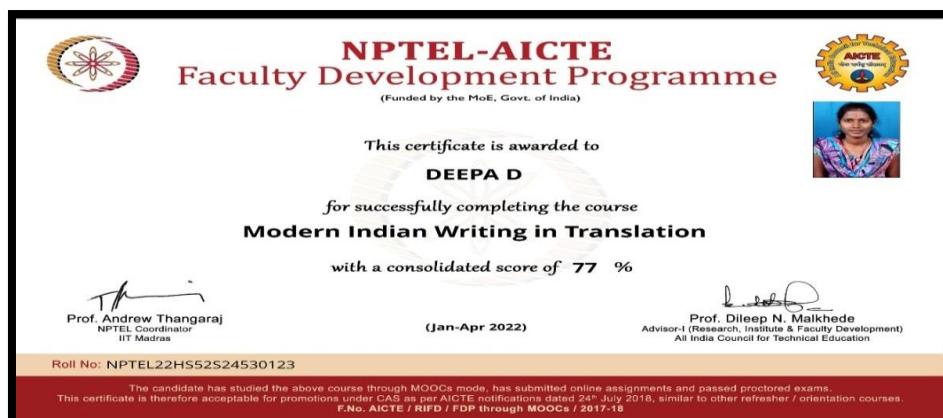 NPTEL-AICTE
Faculty Development Programme
(Funded by the MoE, Govt. of India)
AICTE
This certificate is awarded to
DEEPA D
for successfully completing the course
Modern Indian Writing in Translation
with a consolidated score of 77 %
Prof. Andrew Thangaraj
NPTEL Coordinator
IIT Madras
(Jan-Apr 2022)
Prof. Dileep N. Malkhede
Advisor-I (Research, Institute & Faculty Development)
All India Council for Technical Education
Roll No: NPTEL22HS52S24530123
The candidate has studied the above course through MOOCs mode, has submitted online assignments and passed proctored exams.
This certificate is therefore acceptable for promotions under CAS as per AICTE notifications dated 24th July 2018, similar to other refresher / orientation courses.
F.No. AICTE / RIFD / FDP through MOOCs / 2017-18